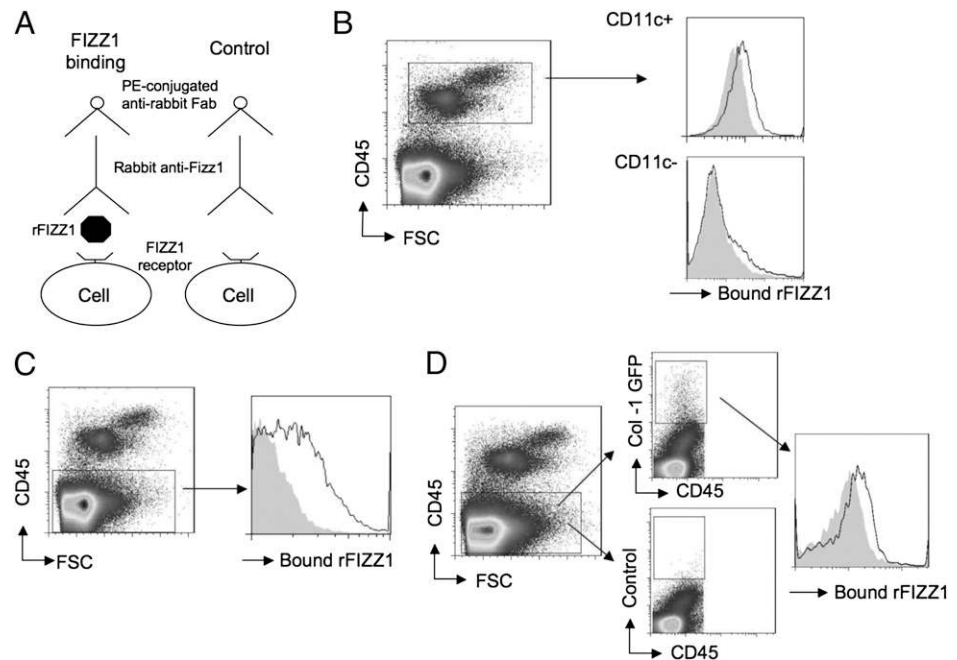 A
FIZZ1
binding
Control
PE-conjugated
anti-rabbit Fab
Rabbit anti-Fizz1
rFIZZ1
FIZZ1
receptor
Cell
Cell
B
CD45
FSC
CD11c+
CD11c-
Bound rFIZZ1
C
CD45
FSC
Bound rFIZZ1
D
CD45
FSC
Col -1 GFP
CD45
Control
CD45
Bound rFIZZ1